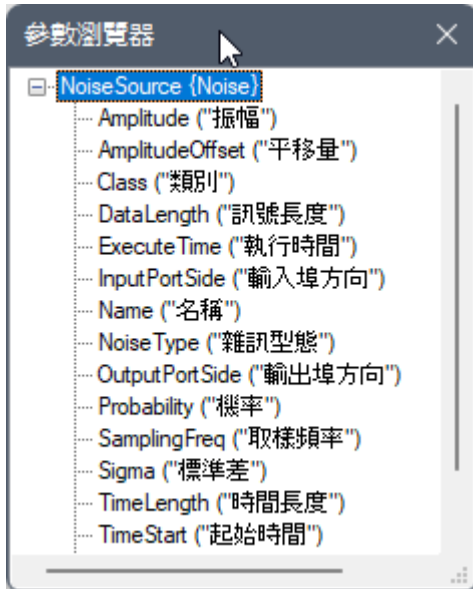 參數瀏覽器
NoiseSource {Noise}
Amplitude ("振幅")
AmplitudeOffset ("平移量")
Class ("類別")
DataLength ("訊號長度")
ExecuteTime ("執行時間")
InputPortSide ("輸入埠方向")
Name ("名稱")
NoiseType ("雜訊型態")
OutputPortSide ("輸出埠方向")
Probability ("機率")
SamplingFreq ("取樣頻率")
Sigma ("標準差")
TimeLength ("時間長度")
TimeStart ("起始時間")